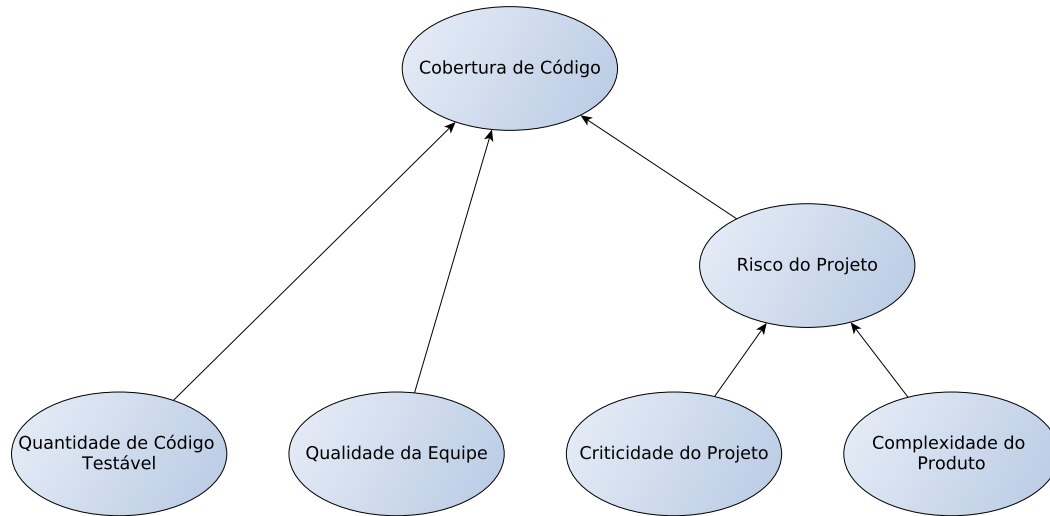 Cobertura de Código
Risco do Projeto
Quantidade de Código
Testável
Qualidade da Equipe
Criticidade do Projeto
Complexidade do
Produto